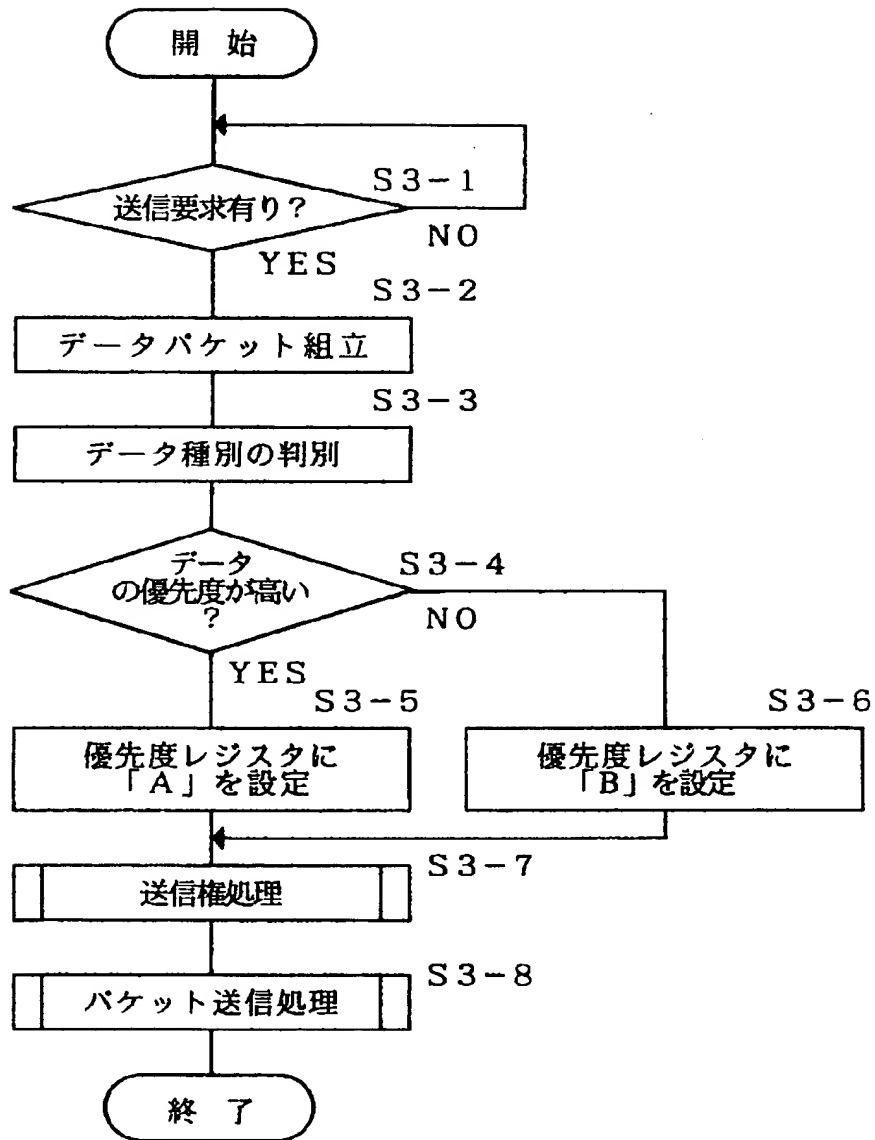 開 始
S3-1
送信要求有り?
NO
YES
S3-2
データパケット組立
S3-3
データ種別の判別
S3-4
データ
の優先度が高い
?
NO
YES
S3-5
優先度レジスタに
「A」を設定
S3-6
優先度レジスタに
「B」を設定
S3-7
送信権処理
S3-8
パケット送信処理
終 了